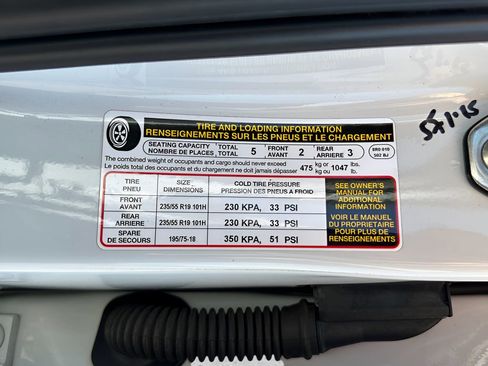 TIRE AND LOADING INFORMATION
RENSEIGNEMENTS SUR LES PNEUS ET LE CHARGEMENT
SEATING CAPACITY TOTAL 5 FRONT 2 REAR 3
NOMBRE DE PLACES TOTAL AVANT ARRIERE
8R0 010
502 BJ
The combined weight of occupants and cargo should never exceed 475 kg or 1047 lbs.
Le poids total des occupants et du chargement ne doit jamais dépasser kg ou lb.
TIRE SIZE COLD TIRE PRESSURE
PNEU DIMENSIONS PRESSION DES PNEUS A FROID
FRONT
AVANT 235/55 R19 101H 230 KPA, 33 PSI
REAR
ARRIERE 235/55 R19 101H 230 KPA, 33 PSI
SPARE
DE SECOURS 195/75-18 350 KPA, 51 PSI
SEE OWNER'S
MANUAL FOR
ADDITIONAL
INFORMATION
VOIR LE MANUEL
DU PROPRIETAIRE
POUR PLUS DE
RENSEIGNEMENTS